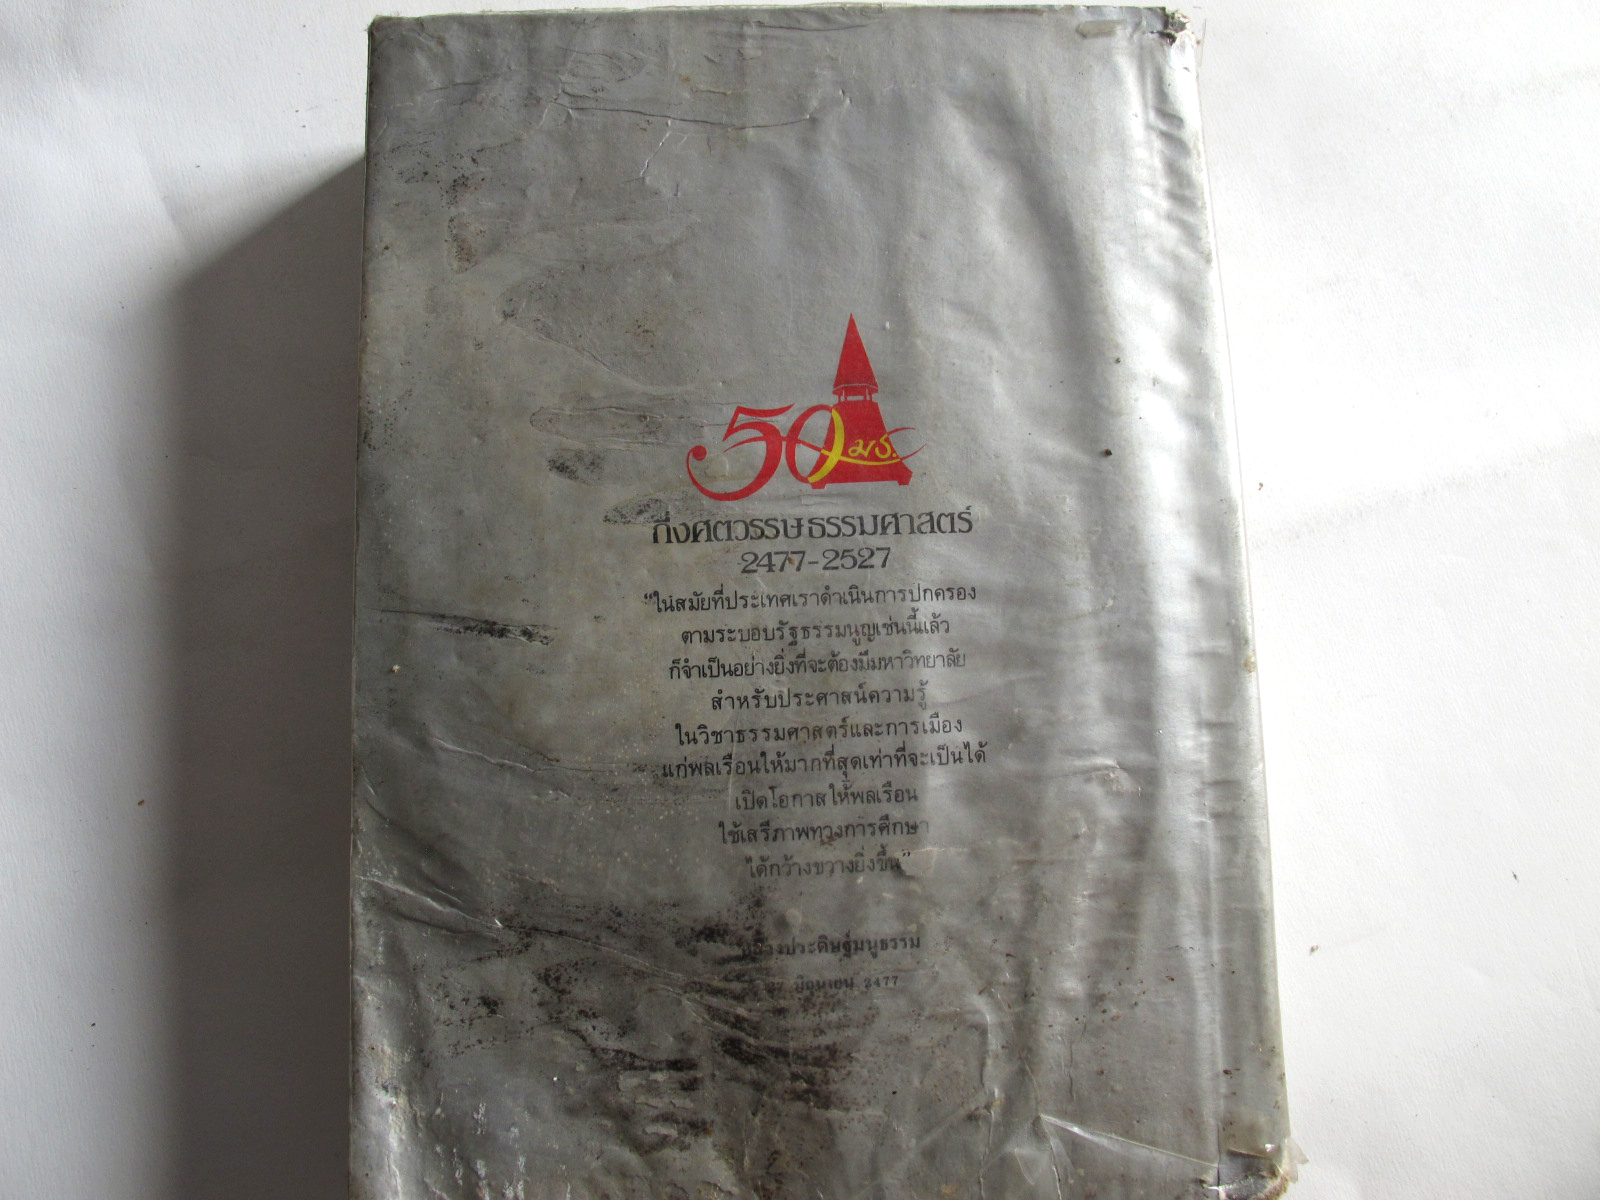 50 มธ.
กึ่งศตวรรษธรรมศาสตร์
2477-2527
“ในสมัยที่ประเทศเราดำเนินการปกครอง
ตามระบอบรัฐธรรมนูญเช่นนี้แล้ว
ก็จำเป็นอย่างยิ่งที่จะต้องมีมหาวิทยาลัย
สำหรับประศาสน์ความรู้
ในวิชาธรรมศาสตร์และการเมือง
แก่พลเรือนให้มากที่สุดเท่าที่จะเป็นได้
เปิดโอกาสให้พลเรือน
ใช้เสรีภาพทางการศึกษา
ได้กว้างขวางยิ่งขึ้น”
หลวงประดิษฐ์มนูธรรม
27 มิถุนายน 2477